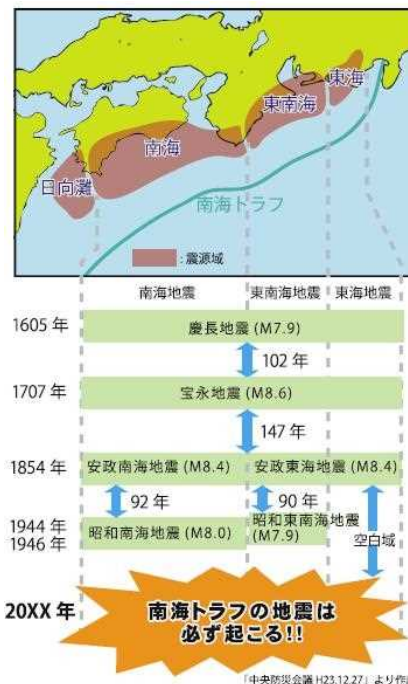 東海
東南海
南海
日向灘
南海トラフ
:震源域
南海地震
東南海地震
東海地震
1605 年
慶長地震 (M7.9)
102 年
1707 年
宝永地震 (M8.6)
147 年
1854 年
安政南海地震 (M8.4)
安政東海地震 (M8.4)
92 年
90 年
1944 年
1946 年
昭和南海地震 (M8.0)
昭和東南海地震
(M7.9)
空白域
20XX 年
南海トラフの地震は
必ず起こる!!
「中央防災会議 H23.12.27」より作成